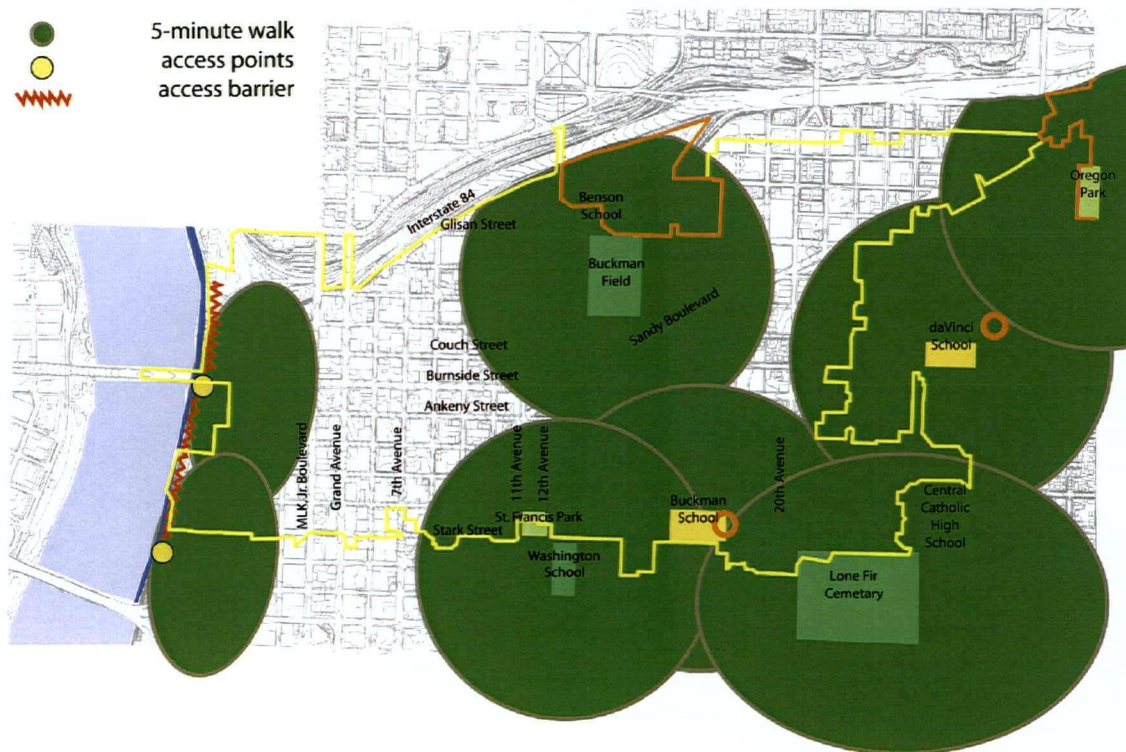 5-minute walk
access points
access barrier
Oregon
Park
Benson
School
Interstate 84
Glisan Street
Buckman
Field
Sandy Boulevard
daVinci
School
Couch Street
Burnside Street
Ankeny Street
MLK, Jr. Boulevard
Grand Avenue
7th Avenue
11th Avenue
12th Avenue
20th Avenue
Buckman
School
St. Francis Park
Stark Street
Washington
School
Central
Catholic
High
School
Lone Fir
Cemetary